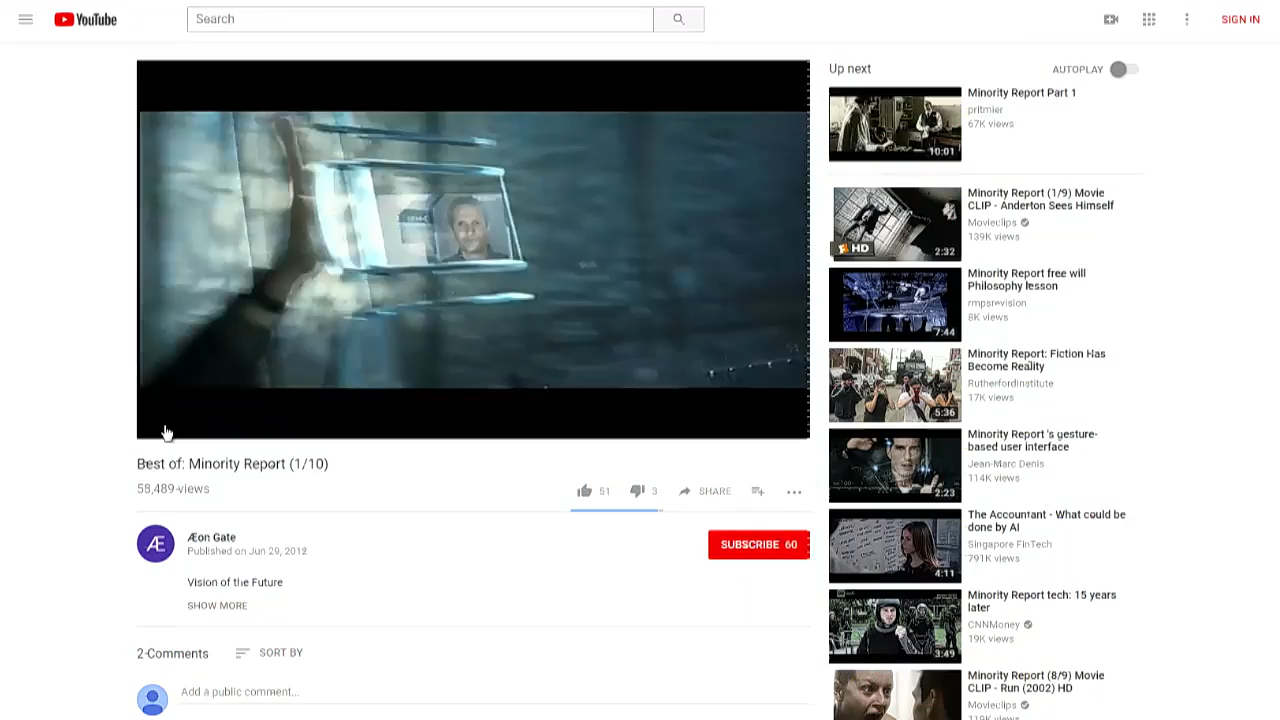 YouTube
Search
SIGN IN
Up next
AUTOPLAY
Minority Report Part 1
pritmier
67K views
10:01
Minority Report (1/9) Movie
CLIP - Anderton Sees Himself
Movieclips
139K views
HD
2:32
Minority Report free will
Philosophy lesson
rmpsrevision
8K views
7:44
Minority Report: Fiction Has
Become Reality
RutherfordInstitute
17K views
5:36
Minority Report 's gesture-
based user interface
Jean-Marc Denis
114K views
2:23
The Accountant - What could be
done by AI
Singapore FinTech
791K views
4:11
Minority Report tech: 15 years
later
CNNMoney
19K views
3:49
Minority Report (8/9) Movie
CLIP - Run (2002) HD
Movieclips
119K views
Best of: Minority Report (1/10)
58,489 views
51
3
SHARE
Æ
Æon Gate
Published on Jun 29, 2012
SUBSCRIBE 60
Vision of the Future
SHOW MORE
2 Comments
SORT BY
Add a public comment...